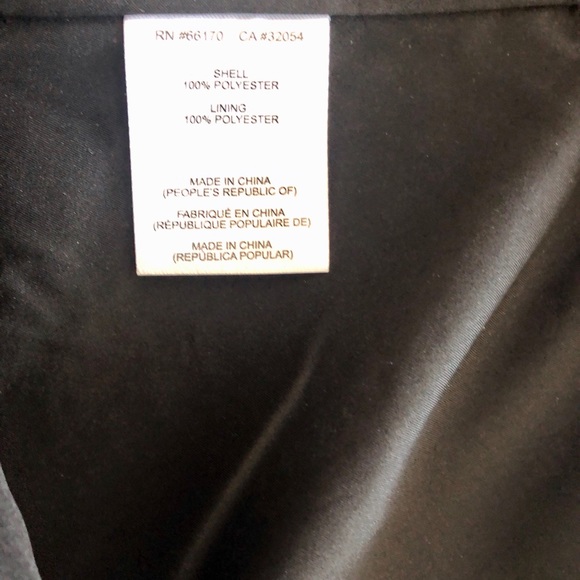 RN #66170 CA #32054
SHELL
100% POLYESTER
LINING
100% POLYESTER
MADE IN CHINA
(PEOPLE'S REPUBLIC OF)
FABRIQUÉ EN CHINA
(RÉPUBLIQUE POPULAIRE DE)
MADE IN CHINA
(REPÚBLICA POPULAR)